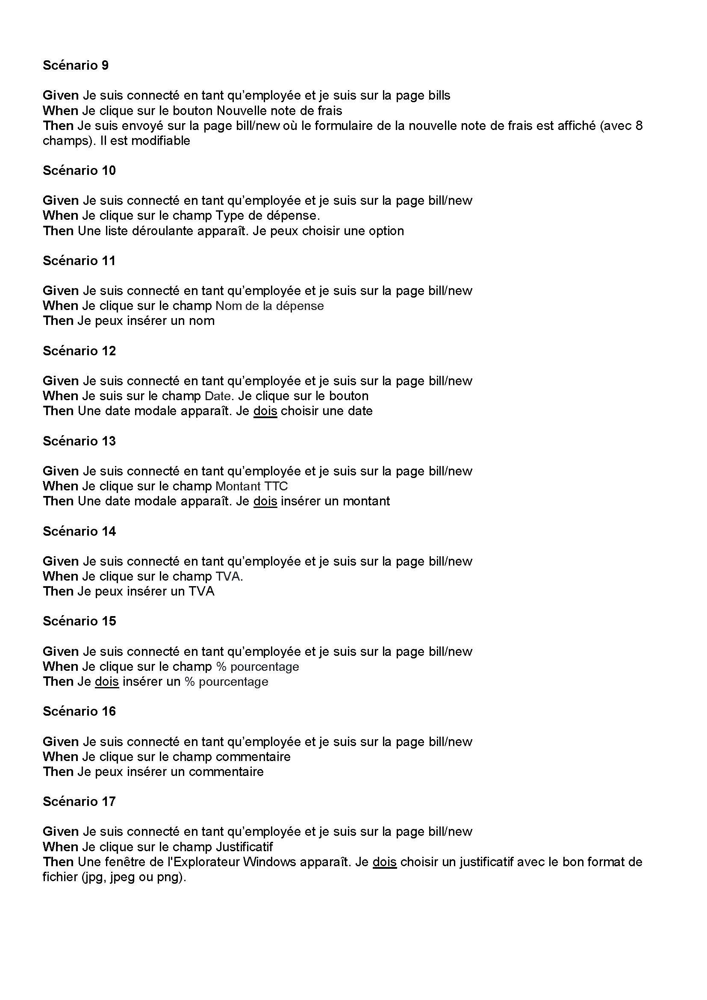 Scénario 9
Given Je suis connecté en tant qu’employée et je suis sur la page bills
When Je clique sur le bouton Nouvelle note de frais
Then Je suis envoyé sur la page bill/new où le formulaire de la nouvelle note de frais est affiché (avec 8
champs). Il est modifiable
Scénario 10
Given Je suis connecté en tant qu’employée et je suis sur la page bill/new
When Je clique sur le champ Type de dépense.
Then Une liste déroulante apparaît. Je peux choisir une option
Scénario 11
Given Je suis connecté en tant qu’employée et je suis sur la page bill/new
When Je clique sur le champ Nom de la dépense
Then Je peux insérer un nom
Scénario 12
Given Je suis connecté en tant qu’employée et je suis sur la page bill/new
When Je suis sur le champ Date. Je clique sur le bouton
Then Une date modale apparaît. Je dois choisir une date
Scénario 13
Given Je suis connecté en tant qu’employée et je suis sur la page bill/new
When Je clique sur le champ Montant TTC
Then Une date modale apparaît. Je dois insérer un montant
Scénario 14
Given Je suis connecté en tant qu’employée et je suis sur la page bill/new
When Je clique sur le champ TVA.
Then Je peux insérer un TVA
Scénario 15
Given Je suis connecté en tant qu’employée et je suis sur la page bill/new
When Je clique sur le champ % pourcentage
Then Je dois insérer un % pourcentage
Scénario 16
Given Je suis connecté en tant qu’employée et je suis sur la page bill/new
When Je clique sur le champ commentaire
Then Je peux insérer un commentaire
Scénario 17
Given Je suis connecté en tant qu’employée et je suis sur la page bill/new
When Je clique sur le champ Justificatif
Then Une fenêtre de l'Explorateur Windows apparaît. Je dois choisir un justificatif avec le bon format de
fichier (jpg, jpeg ou png).